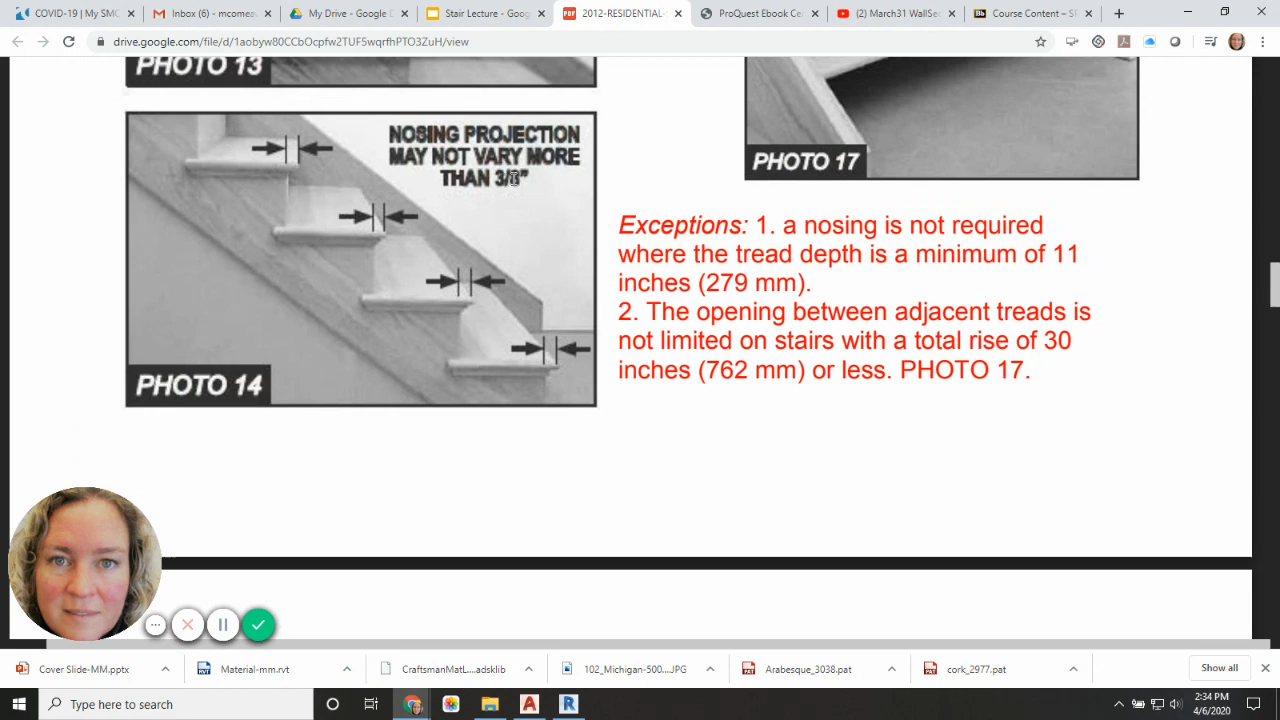 COVID-19 | My SMC
Inbox (6) - mcomea
My Drive - Google D
Stair Lecture - Goog
2012-RESIDENTIAL-
ProQuest Ebook Ce
(2) March31 WallSec
Course Content – SF
drive.google.com/file/d/1aobyw80CCbOcpfw2TUF5wqrfhPTO3ZuH/view
PHOTO 13
NOSING PROJECTION
MAY NOT VARY MORE
THAN 3/8"
PHOTO 14
PHOTO 17
Exceptions: 1. a nosing is not required
where the tread depth is a minimum of 11
inches (279 mm).
2. The opening between adjacent treads is
not limited on stairs with a total rise of 30
inches (762 mm) or less. PHOTO 17.
Cover Slide-MM.pptx
Material-mm.rvt
CraftsmanMatL....adsklib
102_Michigan-500....JPG
Arabesque_3038.pat
cork_2977.pat
Show all
Type here to search
2:34 PM
4/6/2020